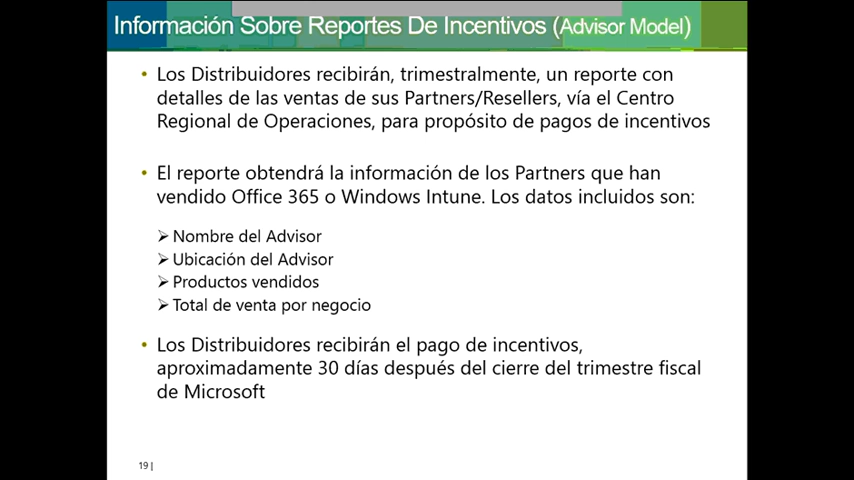 Información Sobre Reportes De Incentivos (Advisor Model)
• Los Distribuidores recibirán, trimestralmente, un reporte con
detalles de las ventas de sus Partners/Resellers, vía el Centro
Regional de Operaciones, para propósito de pagos de incentivos
• El reporte obtendrá la información de los Partners que han
vendido Office 365 o Windows Intune. Los datos incluidos son:
➢ Nombre del Advisor
➢ Ubicación del Advisor
➢ Productos vendidos
➢ Total de venta por negocio
• Los Distribuidores recibirán el pago de incentivos,
aproximadamente 30 días después del cierre del trimestre fiscal
de Microsoft
19 |